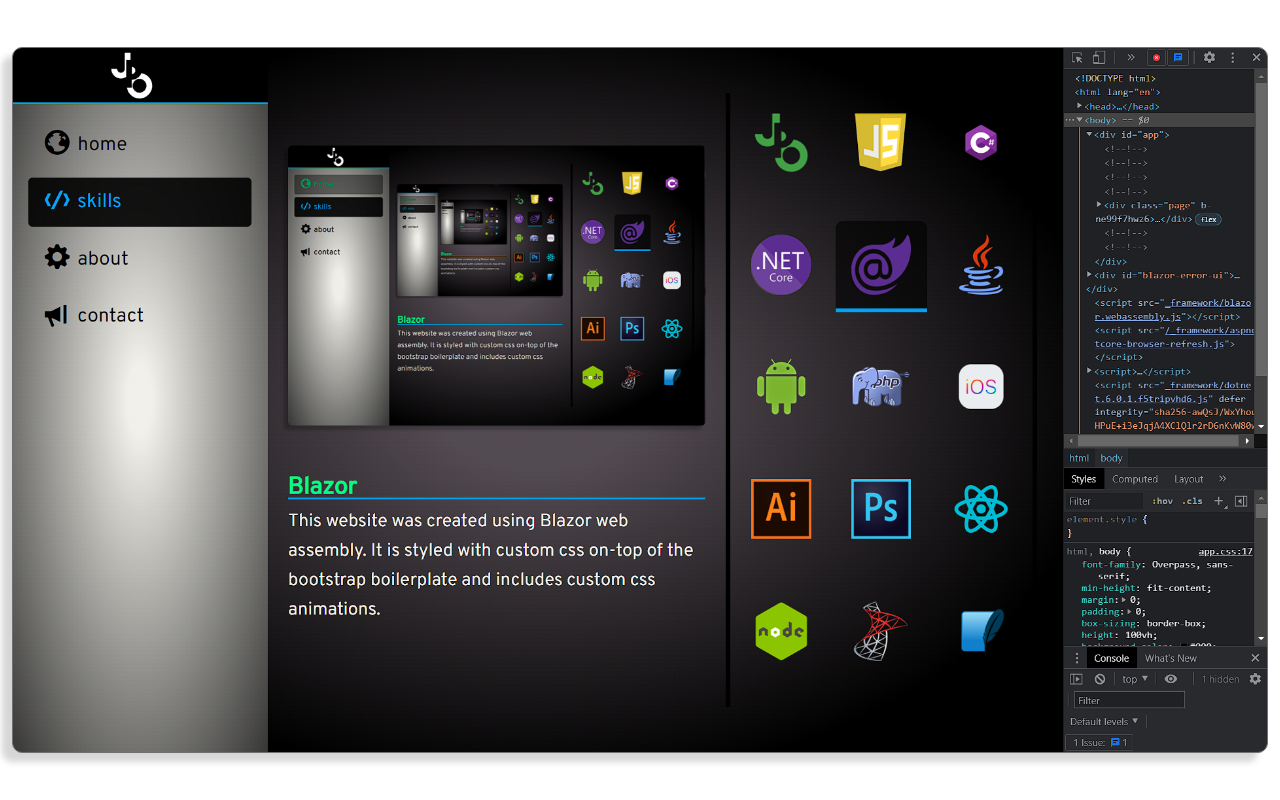 home
skills
about
contact
skills
about
contact
JS
C#
.NET
Core
iOS
Ai
Ps
node
Blazor
This website was created using Blazor web
assembly. It is styled with custom css on-top of the
bootstrap boilerplate and includes custom css
animations.
Blazor
This website was created using Blazor web
assembly. It is styled with custom css on-top of the
bootstrap boilerplate and includes custom css
animations.
JS
C#
.NET
Core
@
php
iOS
Ai
Ps
node
<!DOCTYPE html>
<html lang="en">
<head>…</head>
<body> == $0
<div id="app">
<!--!-->
<!--!-->
<!--!-->
<!--!-->
<div class="page" b-
ne99f7hwz6>…</div> flex
<!--!-->
<!--!-->
</div>
<div id="blazor-error-ui">…
</div>
<script src="_framework/blazo
r.webassembly.js"></script>
<script src="/_framework/aspne
tcore-browser-refresh.js">
</script>
<script>…</script>
<script src="_framework/dotne
t.6.0.1.f5tripvhd6.js" defer
integrity="sha256-awQsJ/WxYhou
HPuE+i3eJqjA4XClQlr2rD6nKvW80w
html body
Styles Computed Layout »
Filter :hov .cls +
element.style {
}
html, body { app.css:17
font-family: Overpass, sans-
serif;
min-height: fit-content;
margin: 0;
padding: 0;
box-sizing: border-box;
height: 100vh;
Console What's New
top 1 hidden
Filter
Default levels
1 Issue: 1